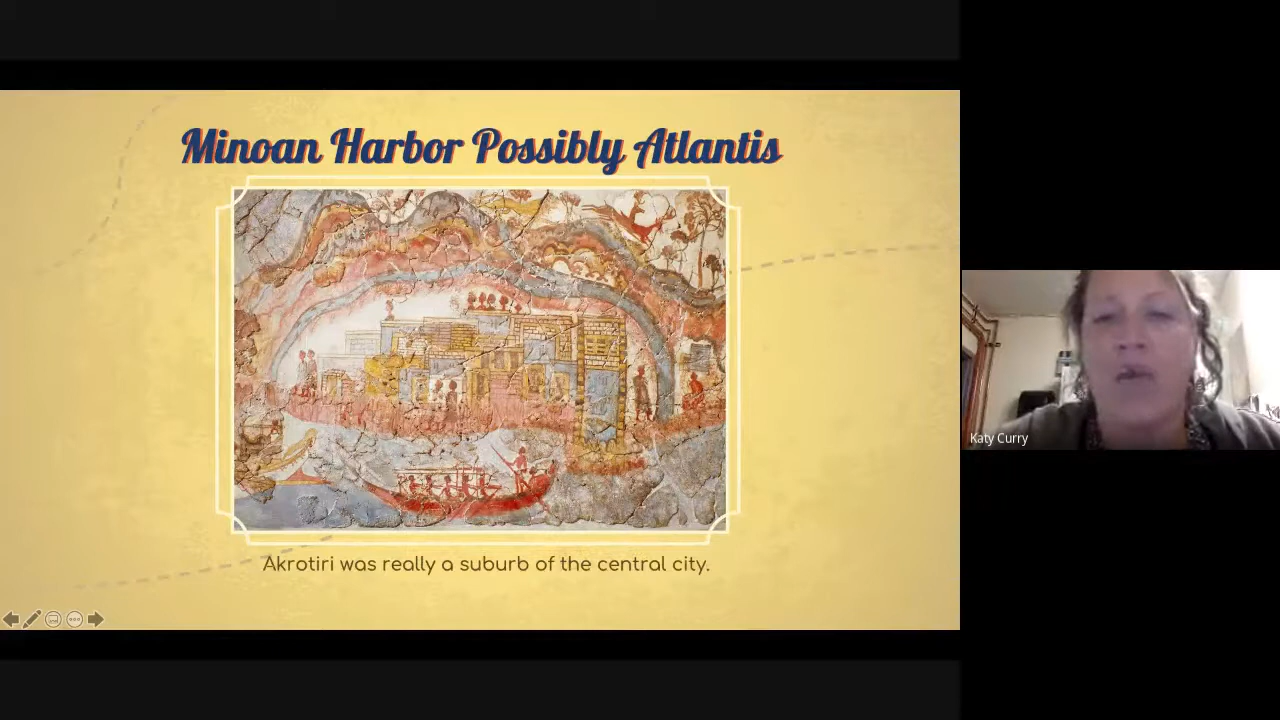 Minoan Harbor Possibly Atlantis
Akrotiri was really a suburb of the central city.
Katy Curry